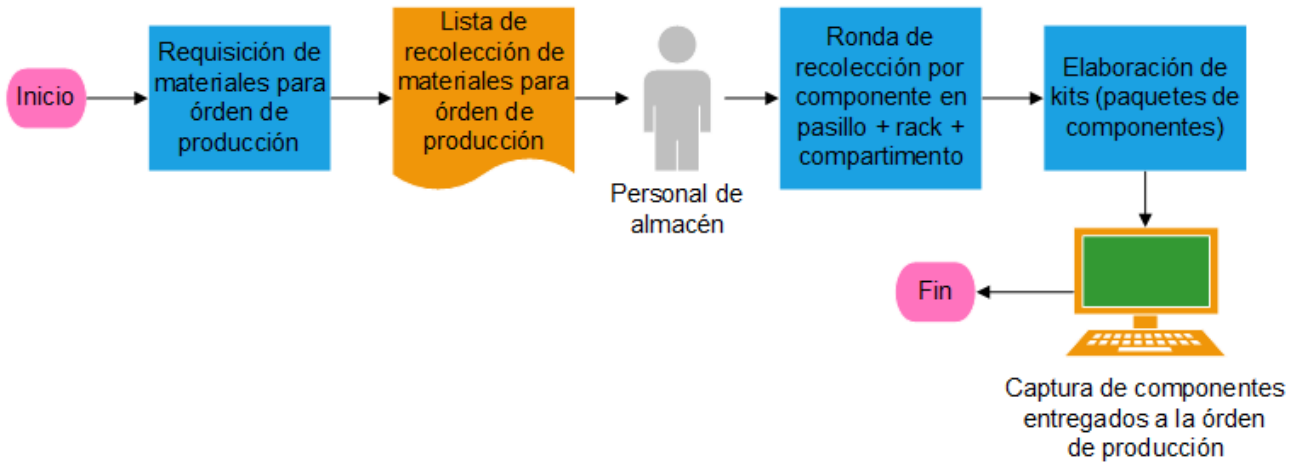 Inicio
Requisición de
materiales para
órden de
producción
Lista de
recolección de
materiales para
órden de
producción
Personal de
almacén
Ronda de
recolección por
componente en
pasillo + rack +
compartimento
Elaboración de
kits (paquetes de
componentes)
Captura de componentes
entregados a la órden
de producción
Fin